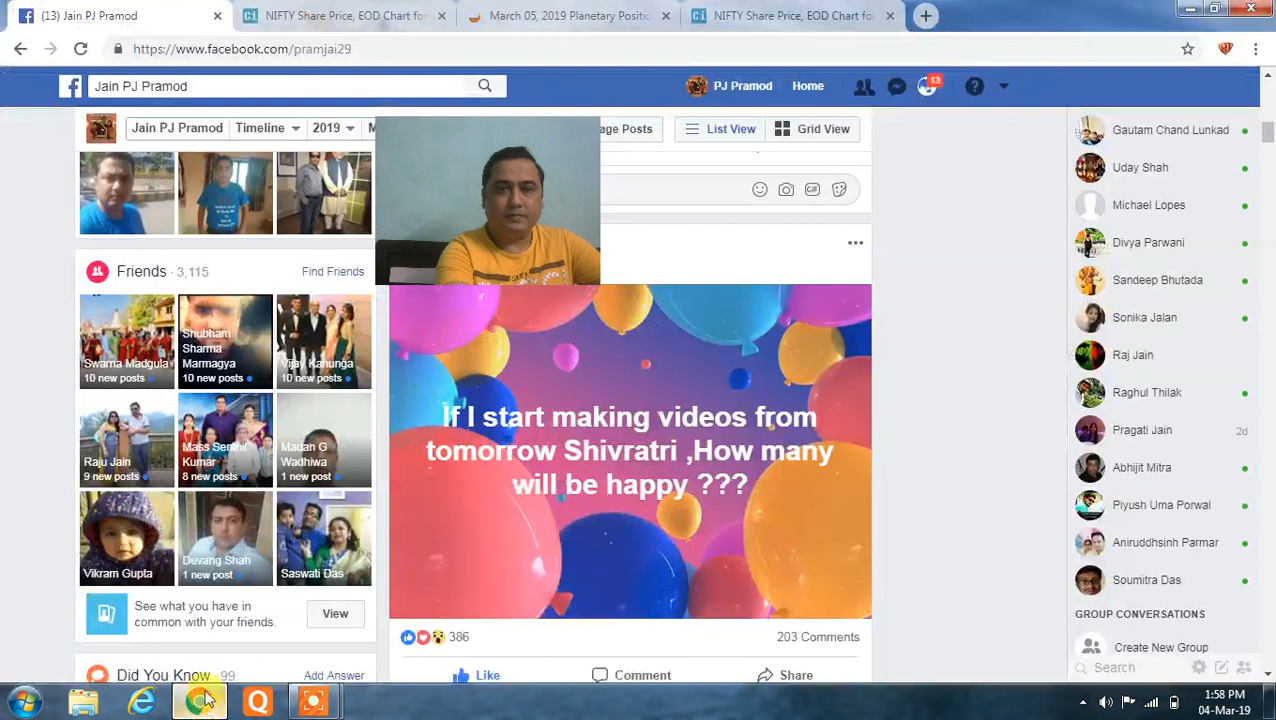 (13) Jain PJ Pramod
NIFTY Share Price, EOD Chart for
March 05, 2019 Planetary Positio
NIFTY Share Price, EOD Chart for
https://www.facebook.com/pramjai29
Jain PJ Pramod
PJ Pramod
Home
13
Jain PJ Pramod
Timeline
2019
M
age Posts
List View
Grid View
GIF
Friends · 3,115
Find Friends
Swarna Madgula
10 new posts
Shubham
Sharma
Marmagya
10 new posts
Vijay Kanunga
10 new posts
Raju Jain
9 new posts
Mass Senthil
Kumar
8 new posts
Madan G
Wadhiwa
1 new post
Vikram Gupta
Devang Shah
1 new post
Saswati Das
See what you have in
common with your friends.
View
Did You Know · 99
Add Answer
If I start making videos from
tomorrow Shivratri ,How many
will be happy ???
386
203 Comments
Like
Comment
Share
Gautam Chand Lunkad
Uday Shah
Michael Lopes
Divya Parwani
Sandeep Bhutada
Sonika Jalan
Raj Jain
Raghul Thilak
Pragati Jain
2d
Abhijit Mitra
Piyush Uma Porwal
Aniruddhsinh Parmar
Soumitra Das
GROUP CONVERSATIONS
Create New Group
Search
1:58 PM
04-Mar-19